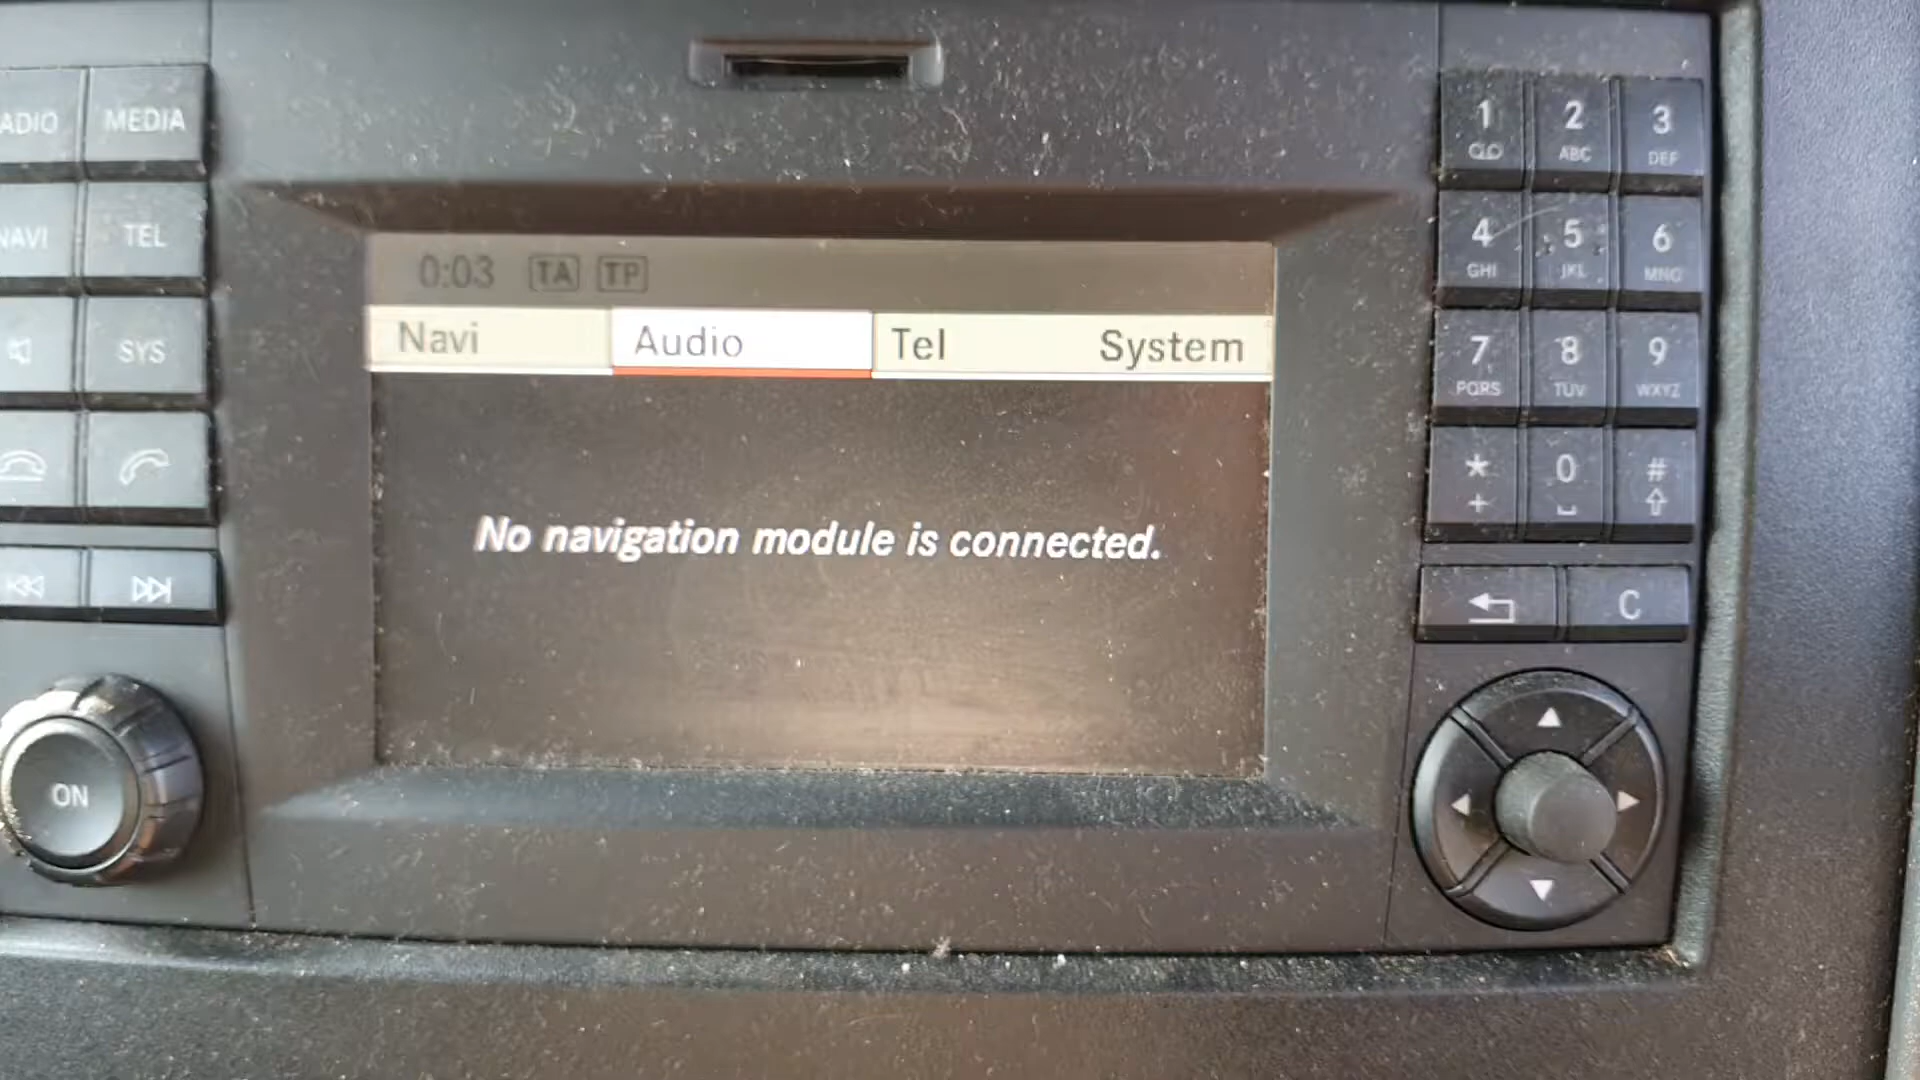 ADIO MEDIA
NAVI TEL
SYS
ON
0:03 TA TP
Navi Audio Tel System
No navigation module is connected.
1 2 3
ABC DEF
4 5 6
GHI JKL MNO
7 8 9
PQRS TUV WXYZ
* 0 #
+
C